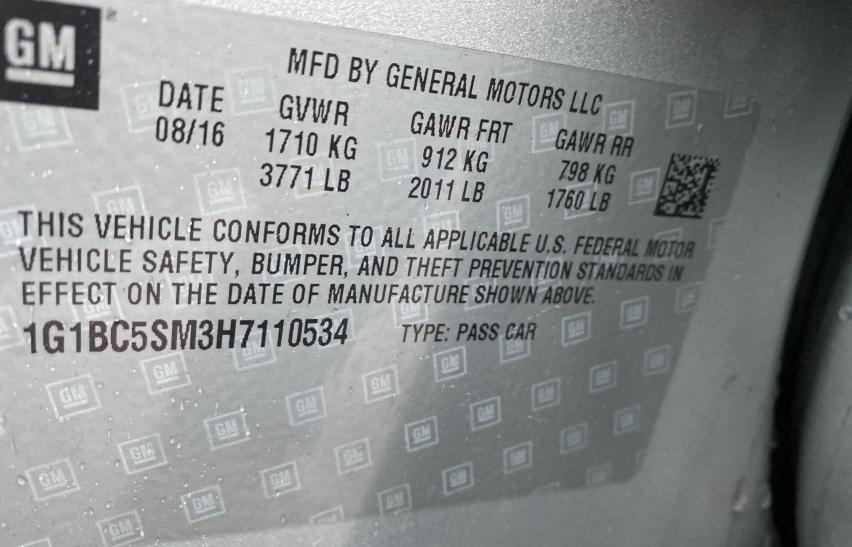 GM
MFD BY GENERAL MOTORS LLC
DATE GVWR GAWR FRT GAWR RR
08/16 1710 KG 912 KG 798 KG
3771 LB 2011 LB 1760 LB
THIS VEHICLE CONFORMS TO ALL APPLICABLE U.S. FEDERAL MOTOR
VEHICLE SAFETY, BUMPER, AND THEFT PREVENTION STANDARDS IN
EFFECT ON THE DATE OF MANUFACTURE SHOWN ABOVE.
1G1BC5SM3H7110534 TYPE: PASS CAR